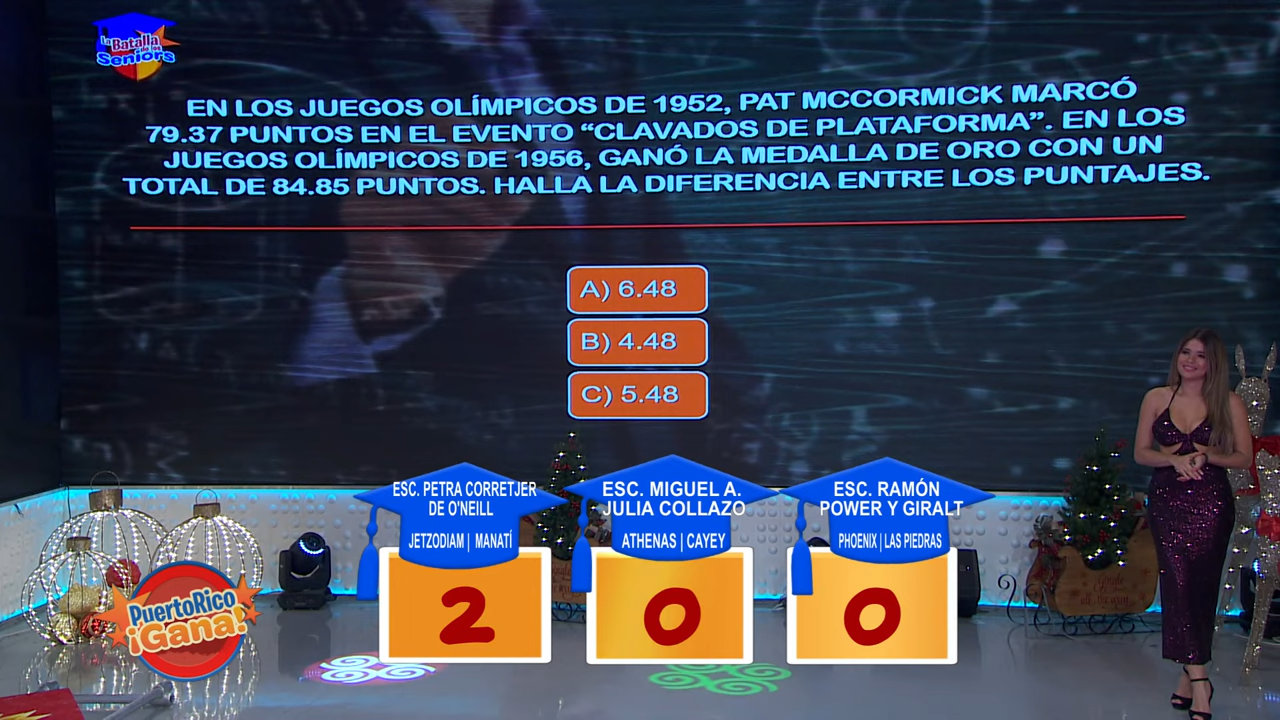 La Batalla
de los
Seniors
EN LOS JUEGOS OLÍMPICOS DE 1952, PAT MCCORMICK MARCÓ
79.37 PUNTOS EN EL EVENTO “CLAVADOS DE PLATAFORMA”. EN LOS
JUEGOS OLÍMPICOS DE 1956, GANÓ LA MEDALLA DE ORO CON UN
TOTAL DE 84.85 PUNTOS. HALLA LA DIFERENCIA ENTRE LOS PUNTAJES.
A) 6.48
B) 4.48
C) 5.48
ESC. PETRA CORRETJER
DE O'NEILL
JETZODIAM | MANATÍ
2
ESC. MIGUEL A.
JULIA COLLAZO
ATHENAS | CAYEY
0
ESC. RAMÓN
POWER Y GIRALT
PHOENIX | LAS PIEDRAS
0
PuertoRico
¡Gana!